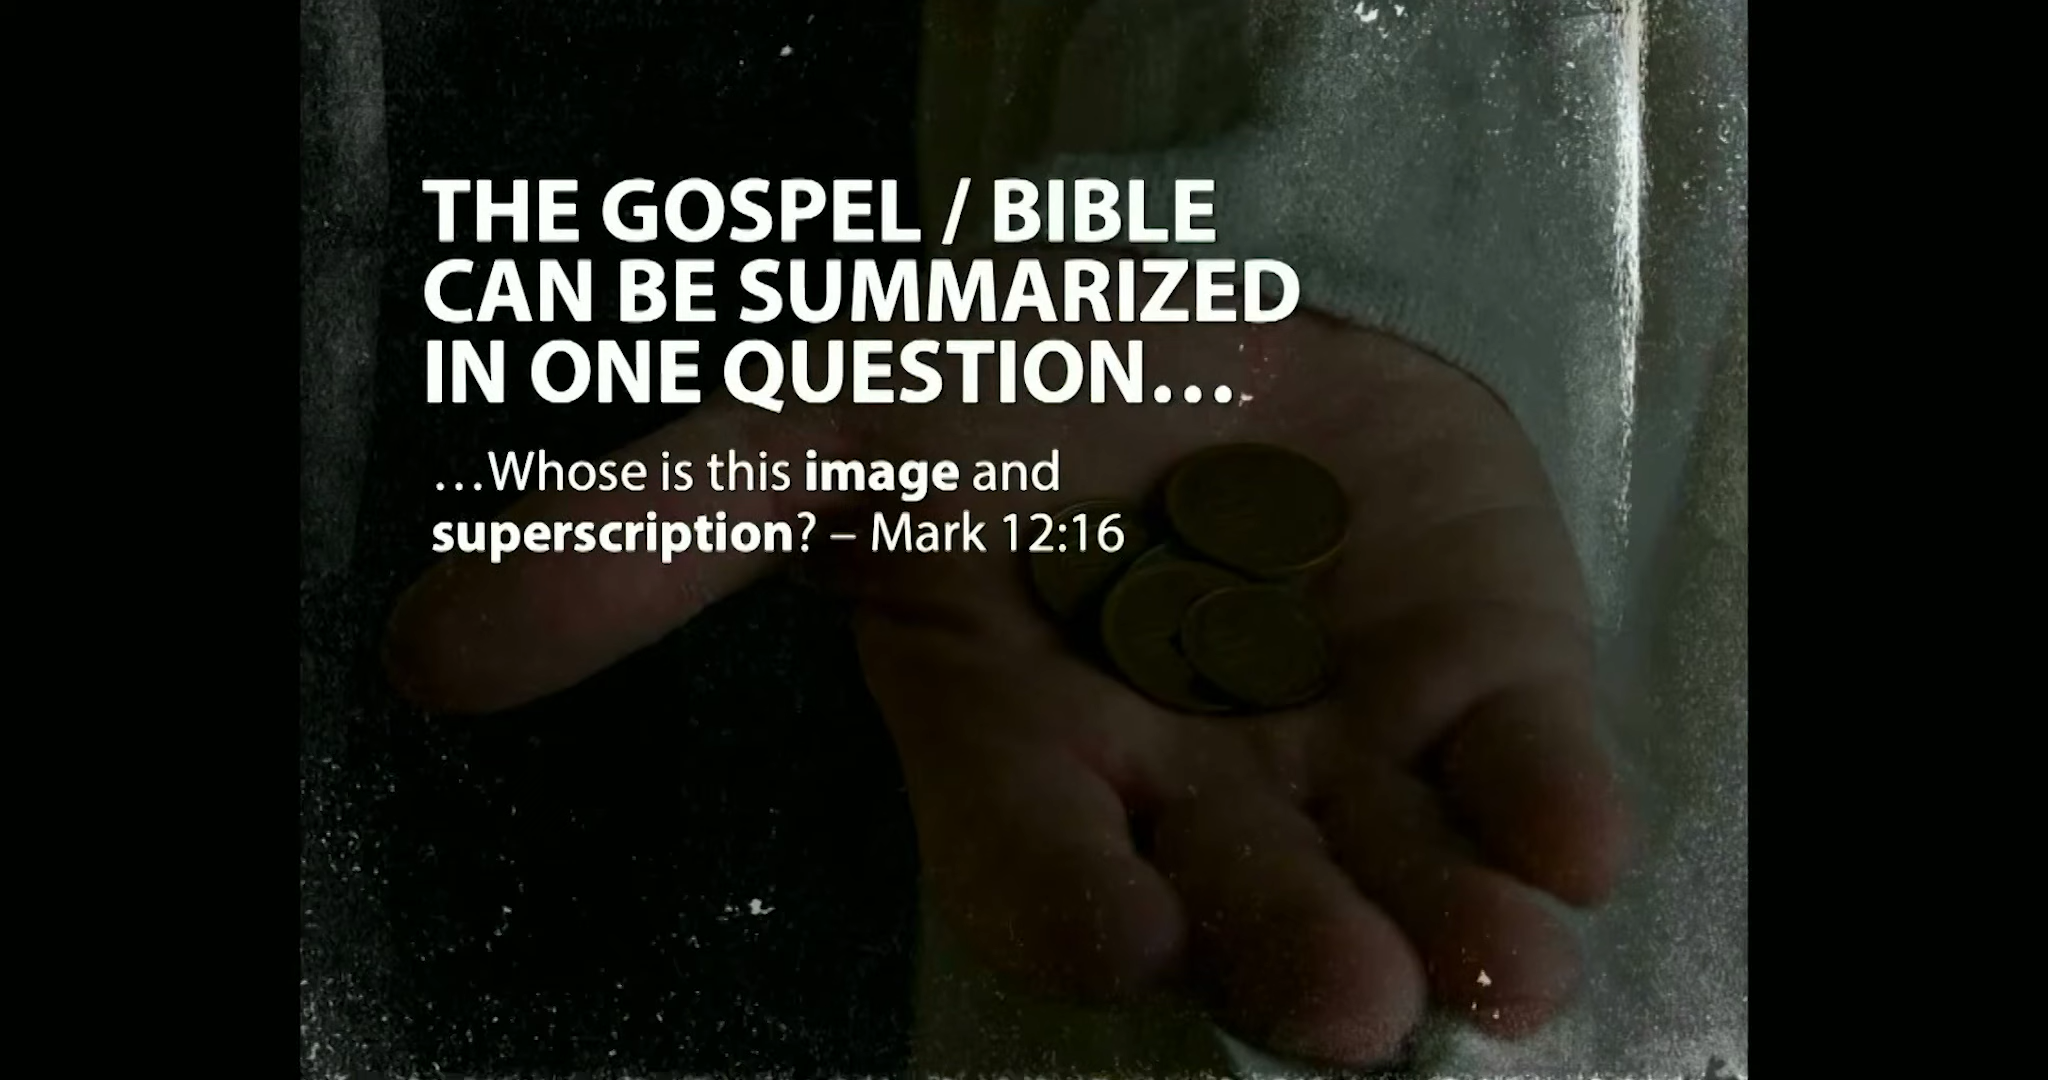 THE GOSPEL / BIBLE
CAN BE SUMMARIZED
IN ONE QUESTION...
...Whose is this image and
superscription? – Mark 12:16